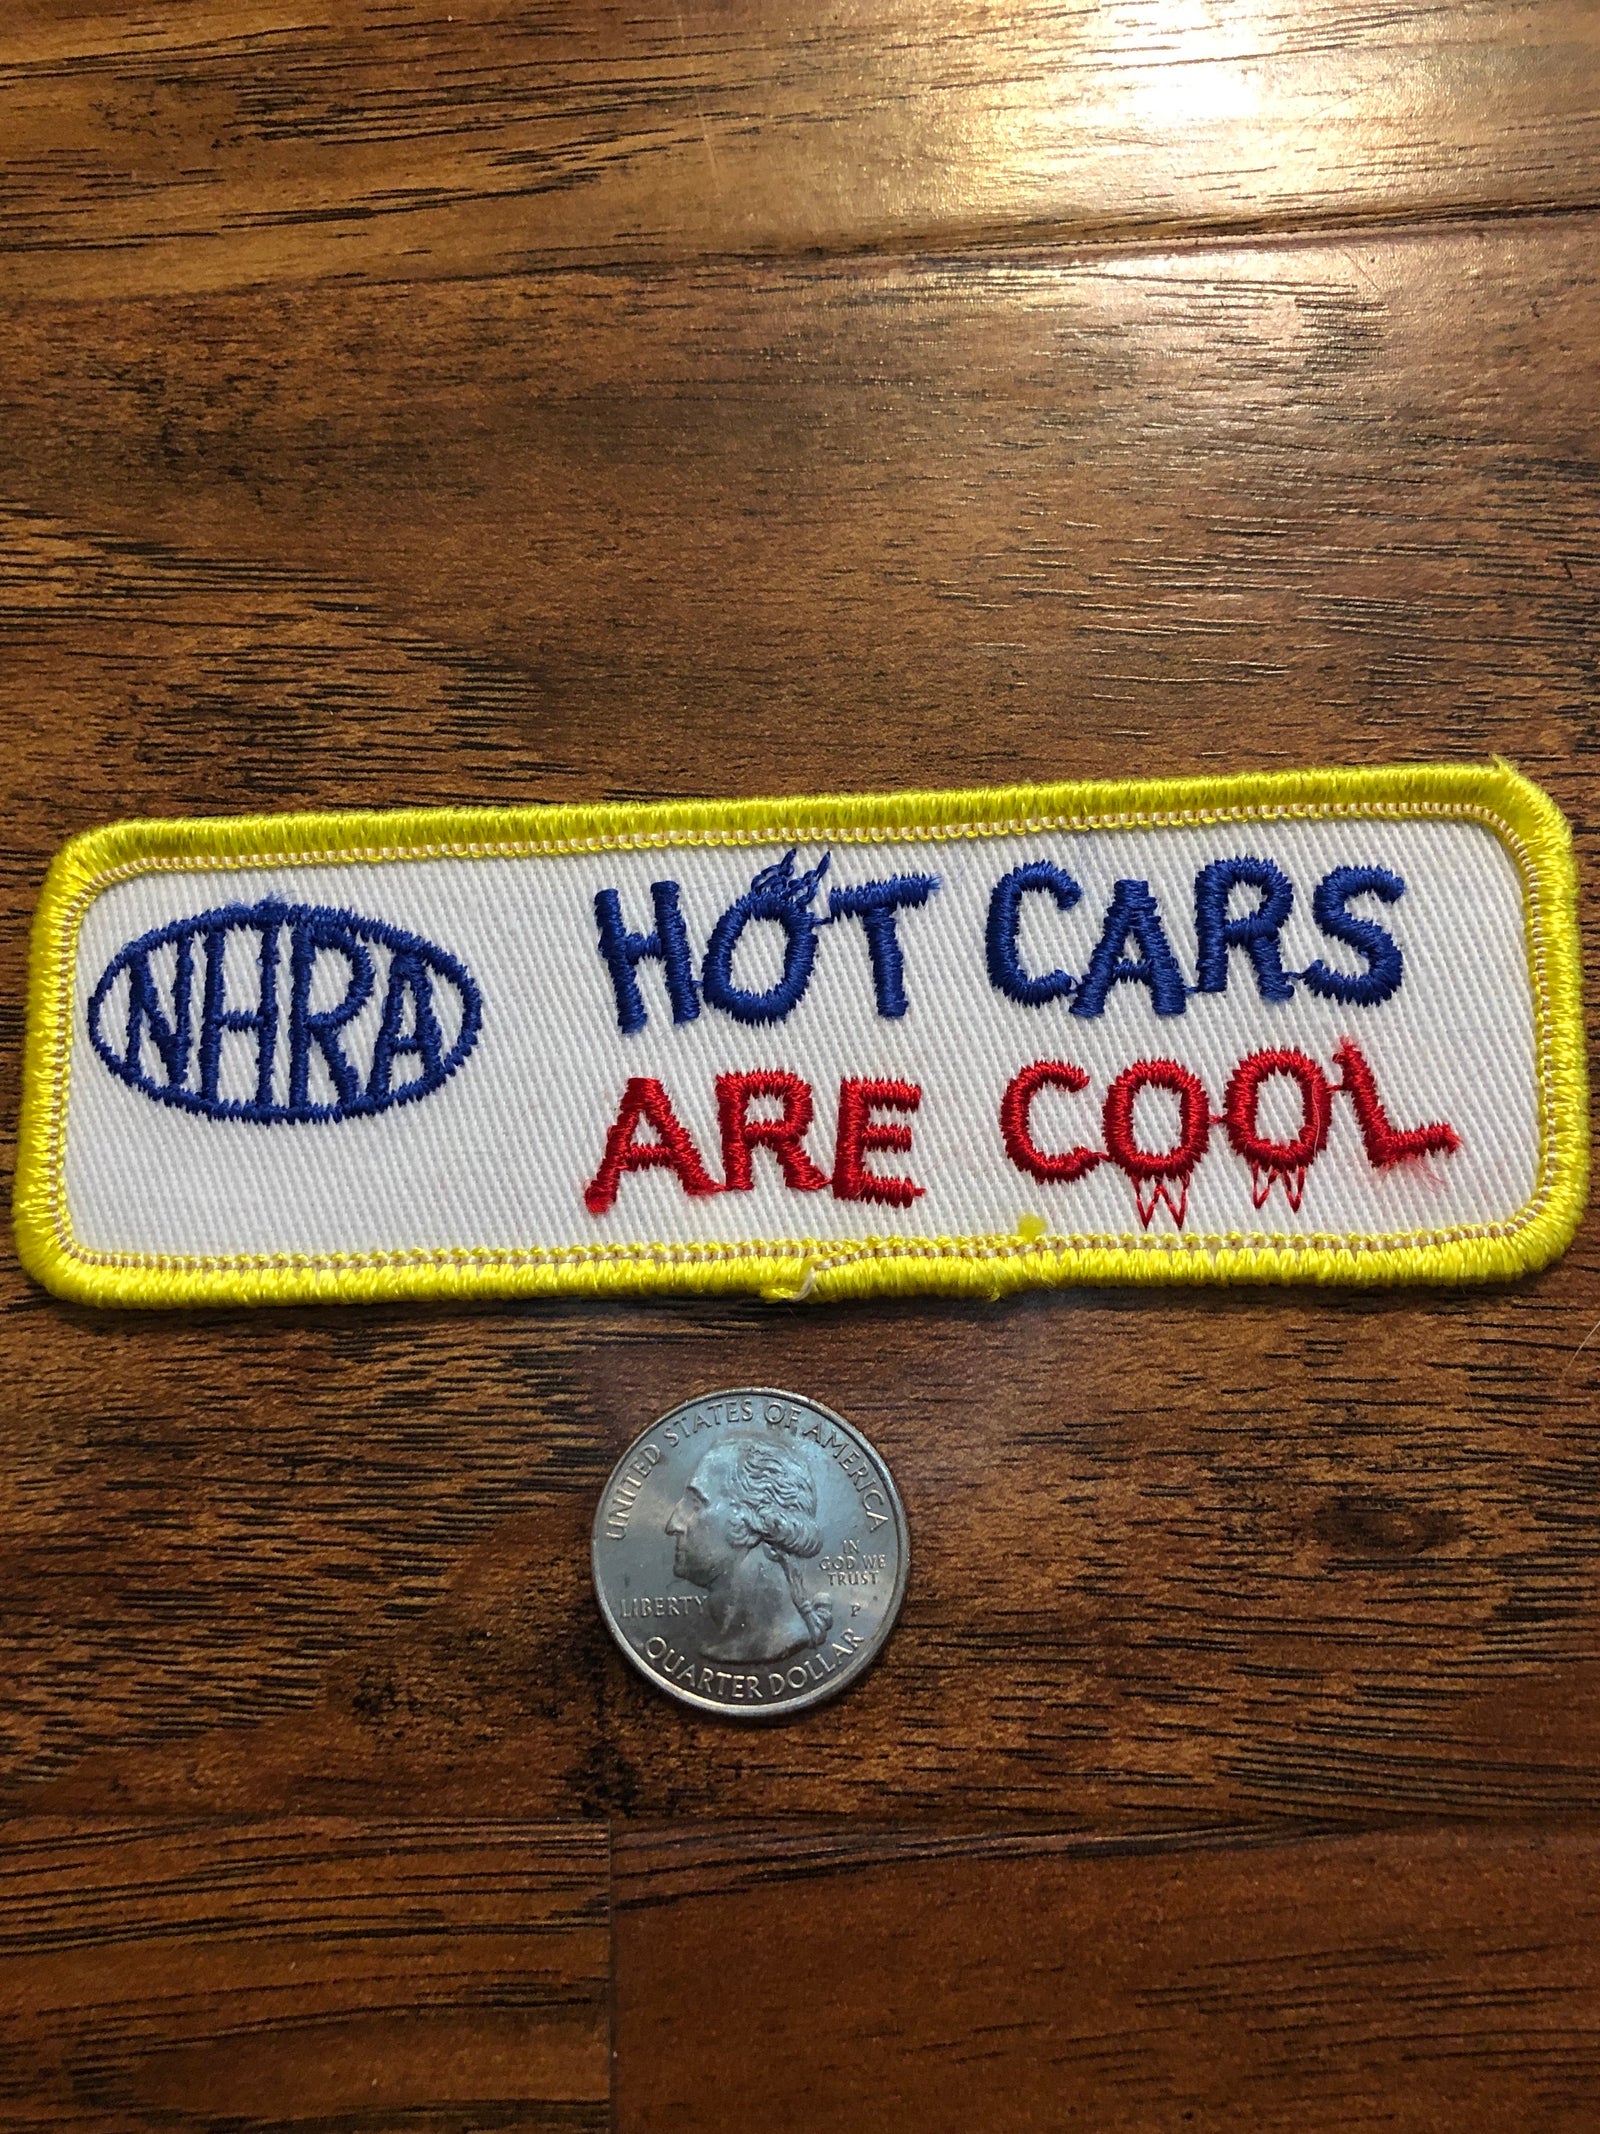 NHRA
HOT CARS
ARE COOL
UNITED STATES OF AMERICA
IN
GOD WE
TRUST
LIBERTY
P
QUARTER DOLLAR